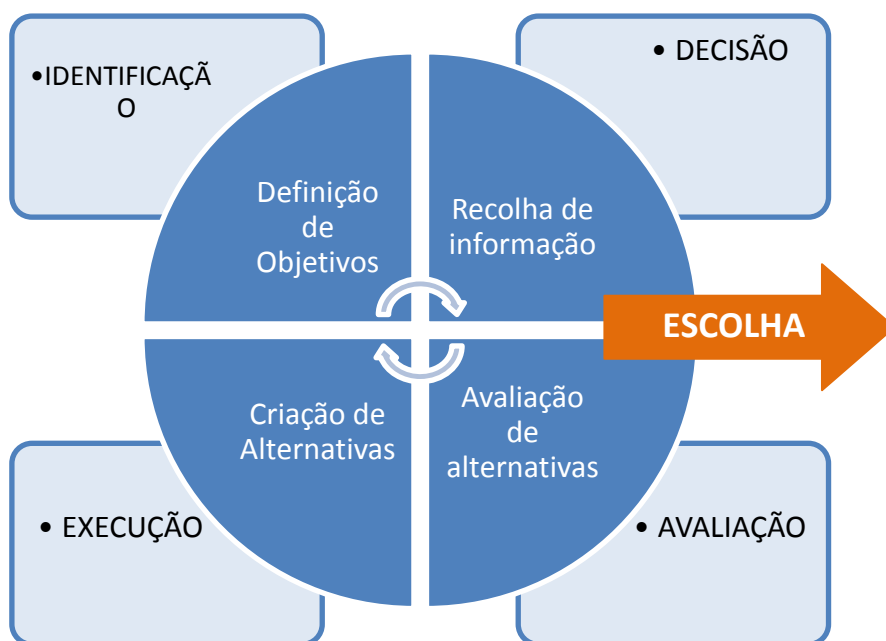 •IDENTIFICAÇÃ
O
• DECISÃO
Definição
de
Objetivos
Recolha de
informação
ESCOLHA
Criação de
Alternativas
Avaliação
de
alternativas
• EXECUÇÃO
• AVALIAÇÃO